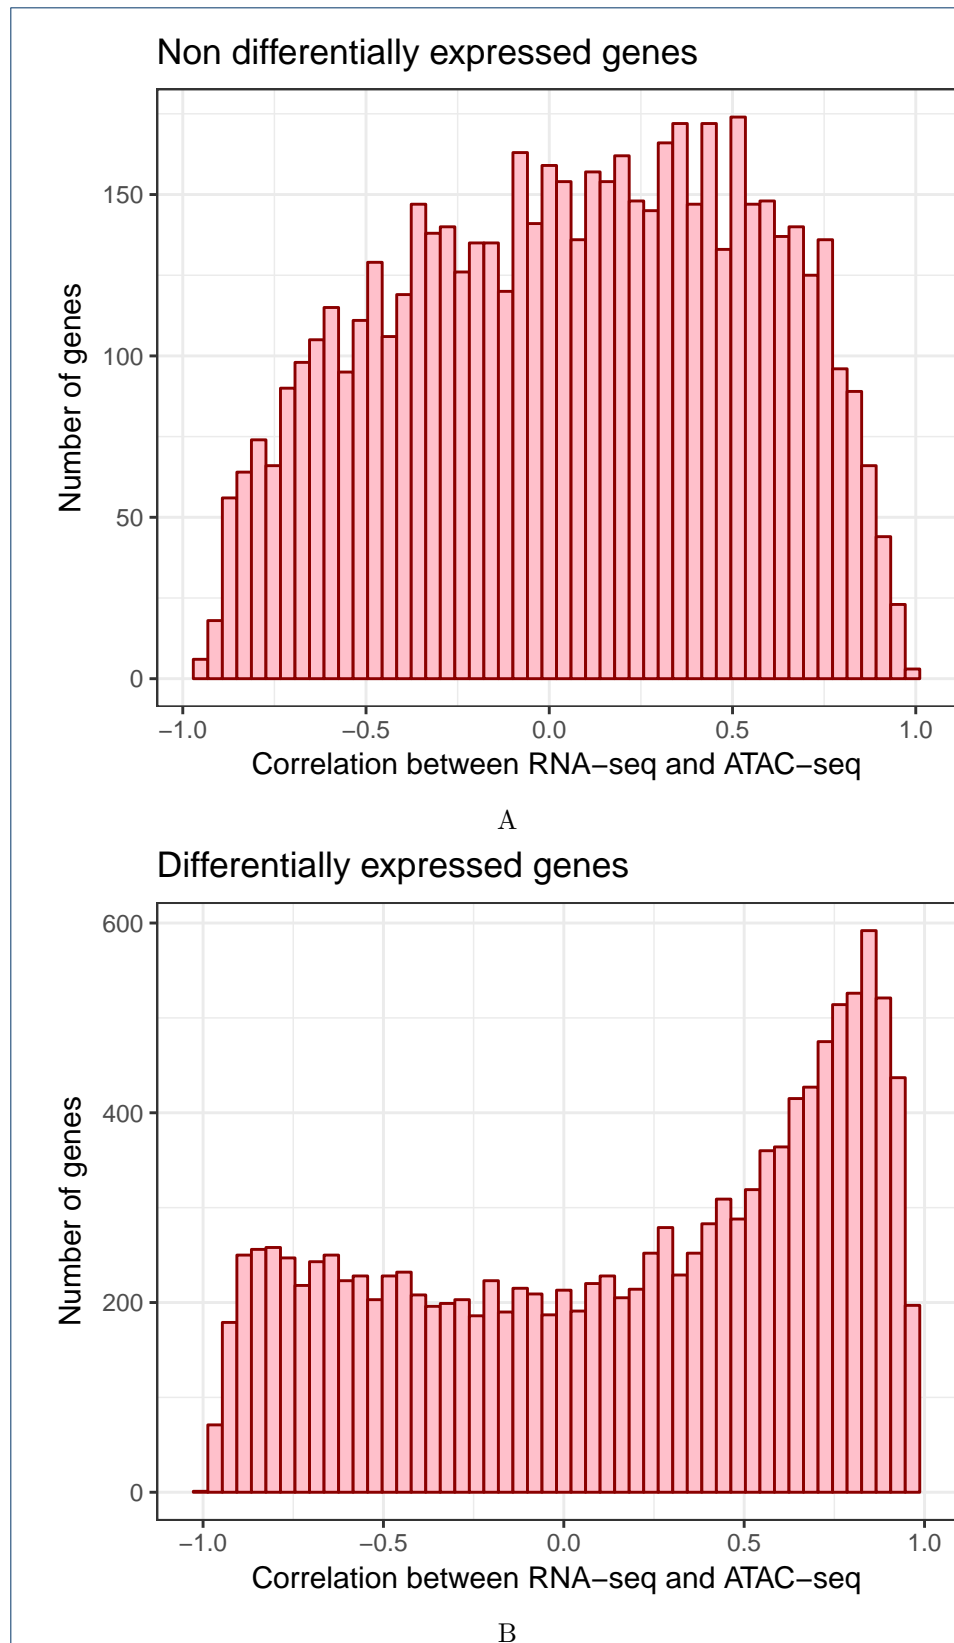 Non differentially expressed genes
Number of genes
150
100
50
0
−1.0 −0.5 0.0 0.5 1.0
Correlation between RNA−seq and ATAC−seq
A
Differentially expressed genes
Number of genes
600
400
200
0
−1.0 −0.5 0.0 0.5 1.0
Correlation between RNA−seq and ATAC−seq
B